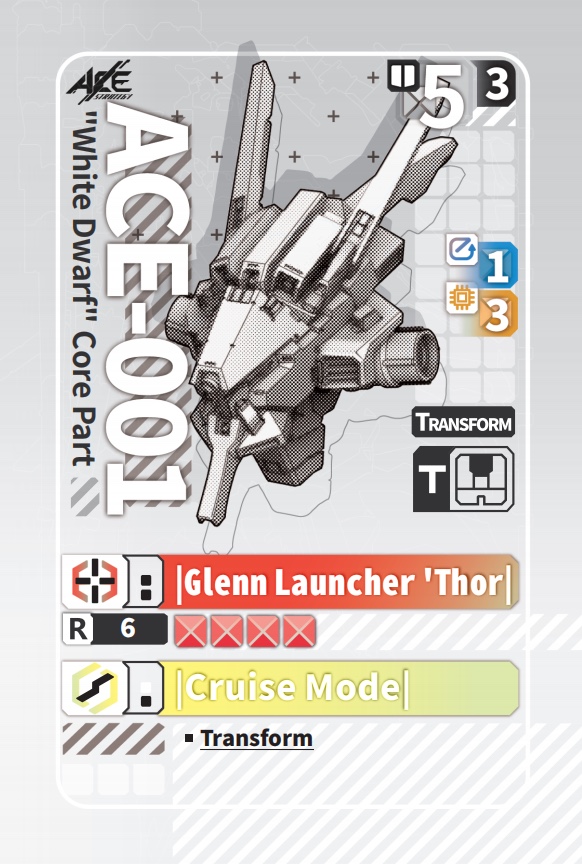 ACE
STRATEGY
5
3
ACE-001
"White Dwarf" Core Part
1
3
TRANSFORM
T
|Glenn Launcher 'Thor|
R 6
|Cruise Mode|
▪ Transform